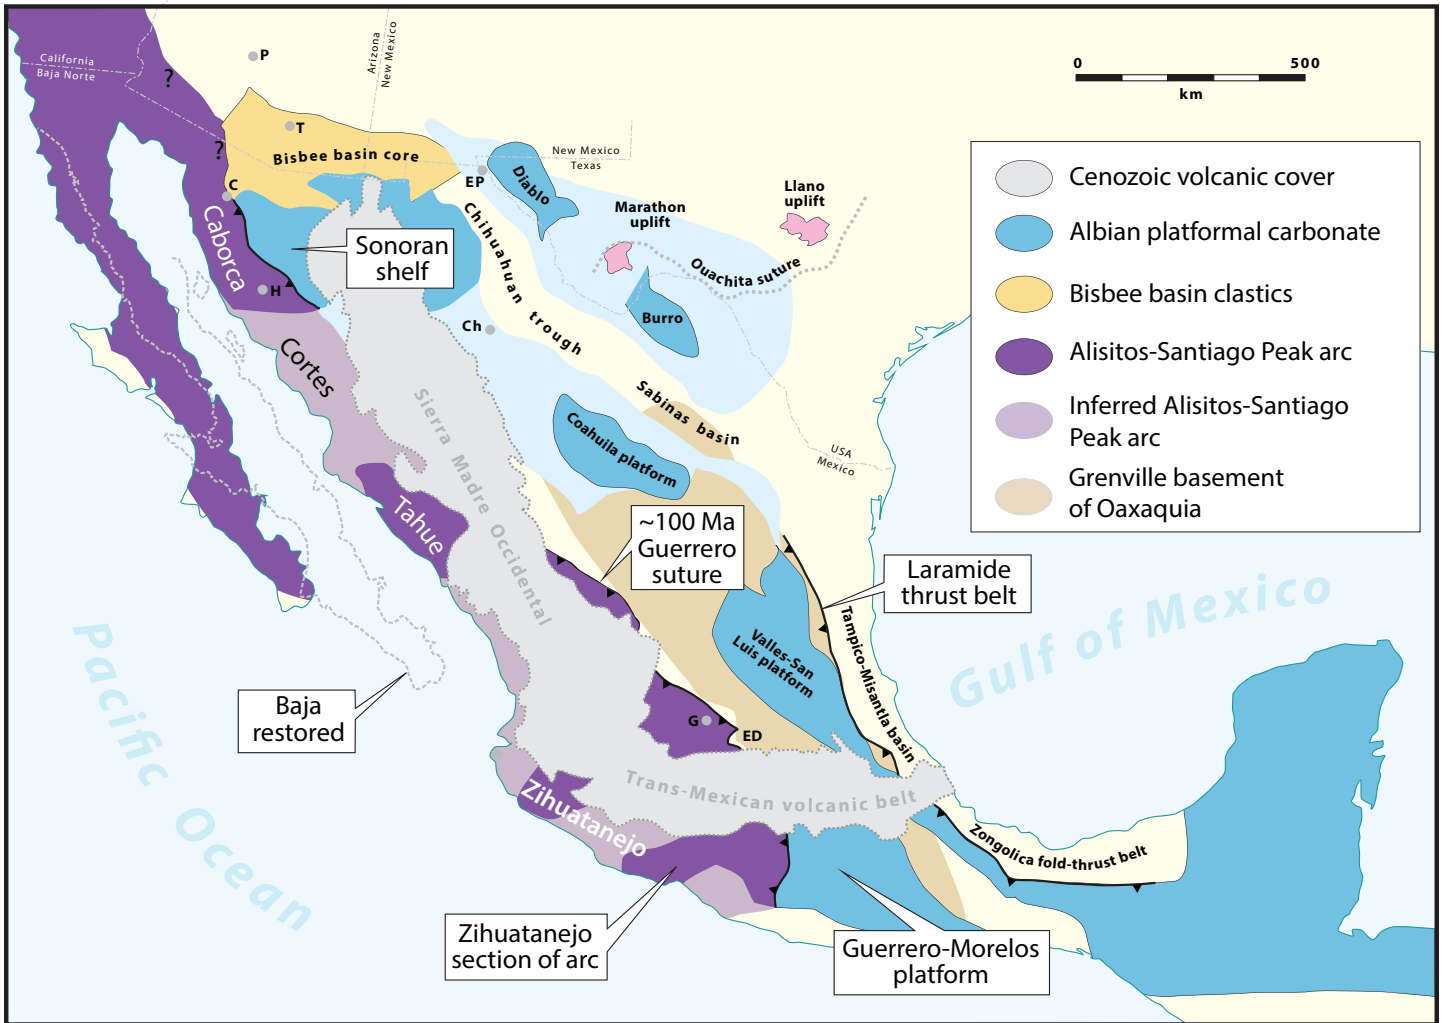 California
Baja Norte
?
P
Arizona
New Mexico
0
500
km
T
?
Bisbee basin core
New Mexico
Texas
C
EP
Diablo
Llano
uplift
Marathon
uplift
Caborca
Sonoran
shelf
Chihuahuan trough
Ouachita suture
H
Burro
Ch
Cortes
Sierra Madre Occidental
Sabinas basin
Coahuila platform
USA
Mexico
Tahue
~100 Ma
Guerrero
suture
Laramide
thrust belt
Valles-San
Luis platform
Tampico-Misantla basin
Gulf of Mexico
Pacific Ocean
Baja
restored
G
ED
Trans-Mexican volcanic belt
Zihuatanejo
Zongolica fold-thrust belt
Zihuatanejo
section of arc
Guerrero-Morelos
platform
Cenozoic volcanic cover
Albian platformal carbonate
Bisbee basin clastics
Alisitos-Santiago Peak arc
Inferred Alisitos-Santiago
Peak arc
Grenville basement
of Oaxaquia